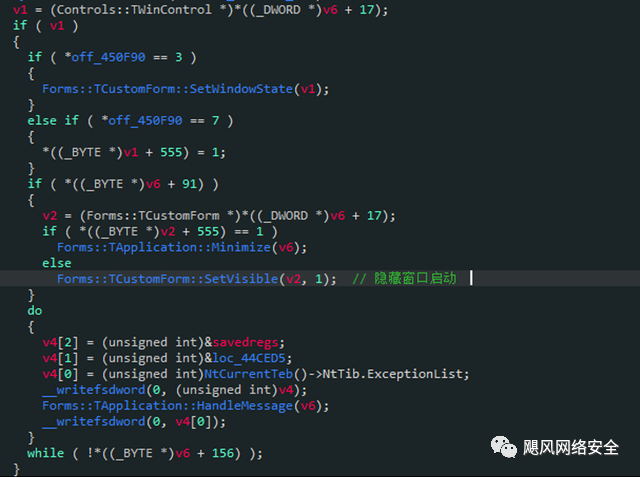 v1 = (Controls::TWinControl *)*((_DWORD *)v6 + 17);
if ( v1 )
{
  if ( *off_450F90 == 3 )
  {
    Forms::TCustomForm::SetWindowState(v1);
  }
  else if ( *off_450F90 == 7 )
  {
    *((_BYTE *)v1 + 555) = 1;
  }
  if ( *((_BYTE *)v6 + 91) )
  {
    v2 = (Forms::TCustomForm *)*((_DWORD *)v6 + 17);
    if ( *((_BYTE *)v2 + 555) == 1 )
      Forms::TApplication::Minimize(v6);
    else
      Forms::TCustomForm::SetVisible(v2, 1);  // 隐藏窗口启动
  }
  do
  {
    v4[2] = (unsigned int)&savedregs;
    v4[1] = (unsigned int)&loc_44CED5;
    v4[0] = (unsigned int)NtCurrentTeb()->NtTib.ExceptionList;
    __writefsdword(0, (unsigned int)v4);
    Forms::TApplication::HandleMessage(v6);
    __writefsdword(0, v4[0]);
  }
  while ( !*((_BYTE *)v6 + 156) );
}
飓风网络安全